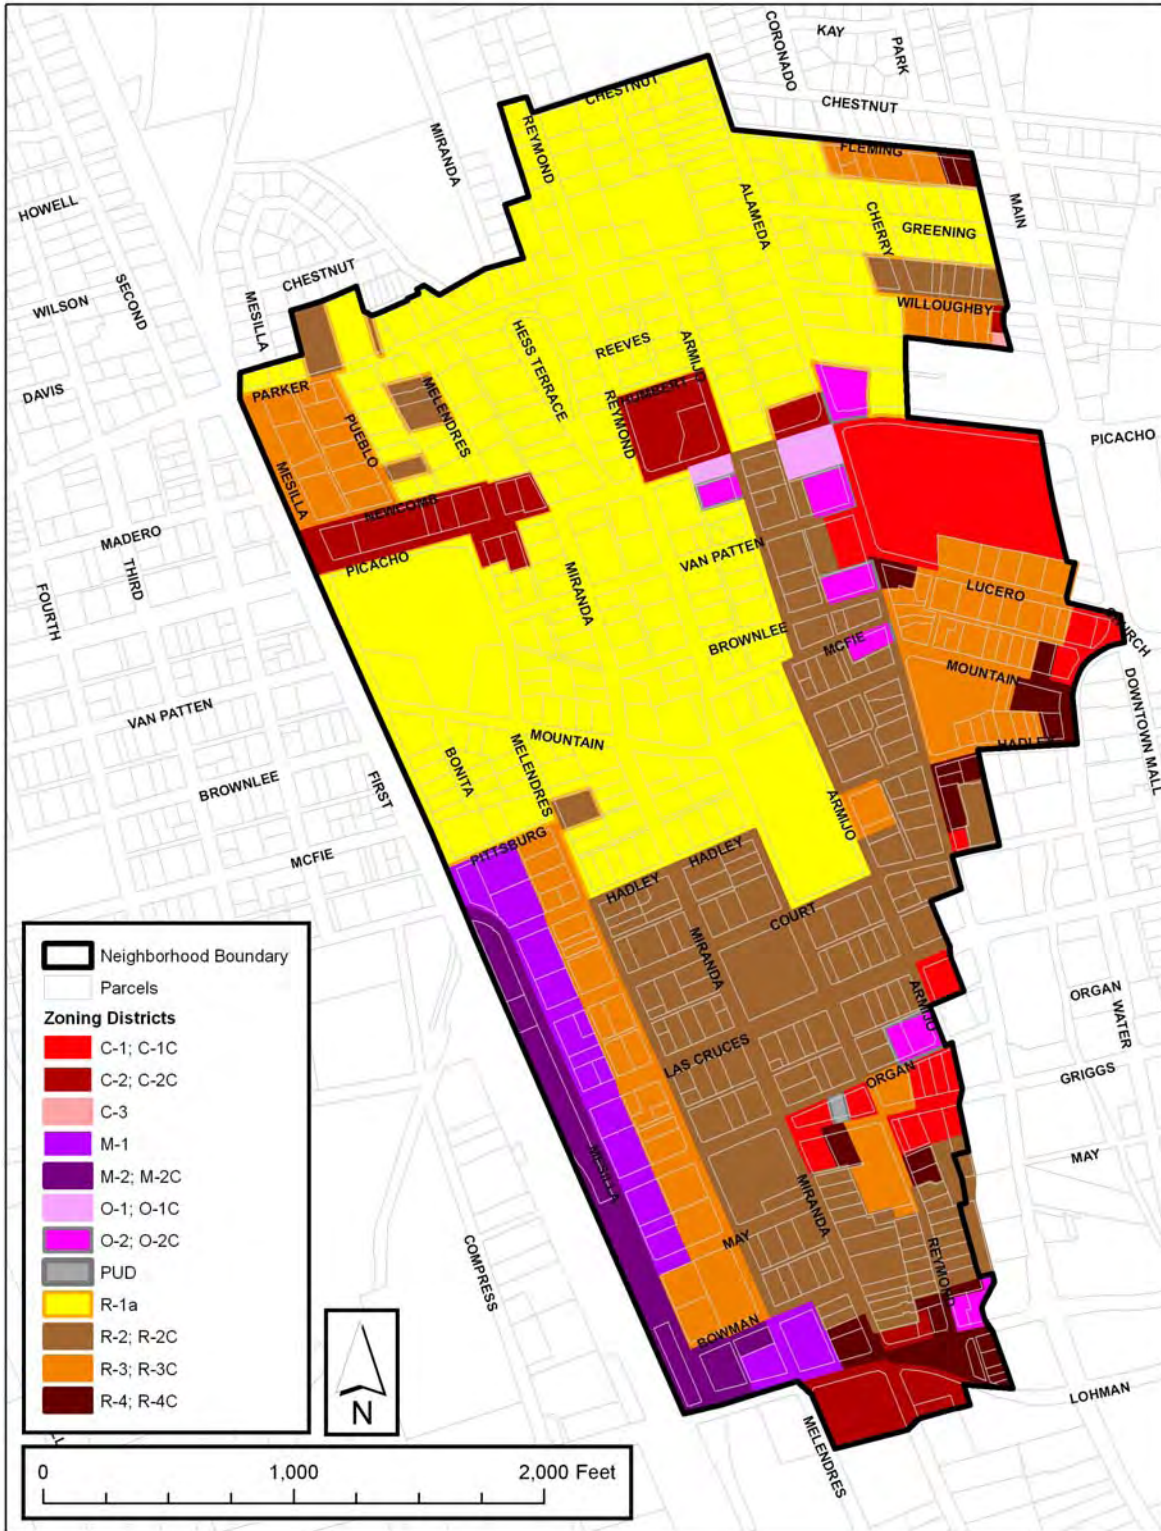 CORONADO
KAY
PARK
CHESTNUT
CHESTNUT
MIRANDA
REYMOND
FLEMING
ALAMEDA
CHERRY
MAIN
HOWELL
GREENING
SECOND
CHESTNUT
WILSON
MESILLA
WILLOUGHBY
HESS TERRACE
REEVES
ARMIJO
DAVIS
PARKER
MELENDRES
HUMBERT
REYMOND
PUEBLO
PICACHO
MESILLA
NEWCOMB
MADERO
PICACHO
VAN PATTEN
THIRD
MIRANDA
LUCERO
FOURTH
CHURCH
BROWNLEE
MCFIE
MOUNTAIN
VAN PATTEN
DOWNTOWN MALL
MOUNTAIN
HADLEY
BONITA
MELENDRES
BROWNLEE
FIRST
ARMIJO
PITTSBURG
MCFIE
HADLEY
HADLEY
COURT
MIRANDA
ARMIJO
ORGAN
WATER
LAS CRUCES
ORGAN
GRIGGS
MESILLA
MIRANDA
MAY
MAY
COMPRESS
REYMOND
BOWMAN
LOHMAN
MELENDRES
Neighborhood Boundary
Parcels
Zoning Districts
C-1; C-1C
C-2; C-2C
C-3
M-1
M-2; M-2C
O-1; O-1C
O-2; O-2C
PUD
R-1a
R-2; R-2C
R-3; R-3C
R-4; R-4C
N
0 1,000 2,000 Feet